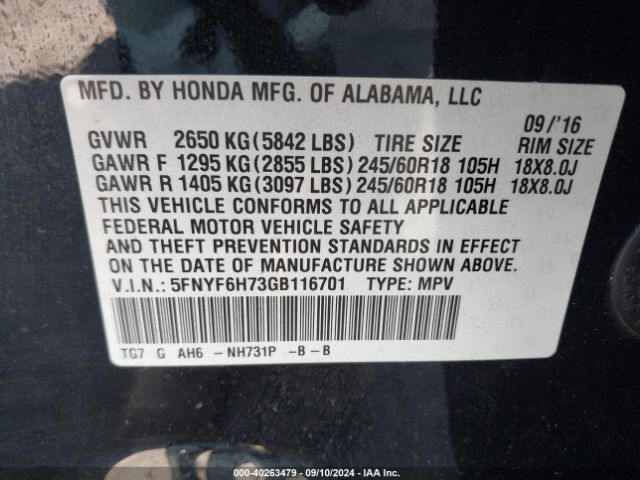 MFD. BY HONDA MFG. OF ALABAMA, LLC
09/'16
GVWR 2650 KG(5842 LBS) TIRE SIZE RIM SIZE
GAWR F 1295 KG(2855 LBS) 245/60R18 105H 18X8.0J
GAWR R 1405 KG(3097 LBS) 245/60R18 105H 18X8.0J
THIS VEHICLE CONFORMS TO ALL APPLICABLE
FEDERAL MOTOR VEHICLE SAFETY
AND THEFT PREVENTION STANDARDS IN EFFECT
ON THE DATE OF MANUFACTURE SHOWN ABOVE.
V.I.N.: 5FNYF6H73GB116701 TYPE: MPV
TG7 G AH6 -NH731P -B-B
000-40263479 - 09/10/2024 - IAA Inc.